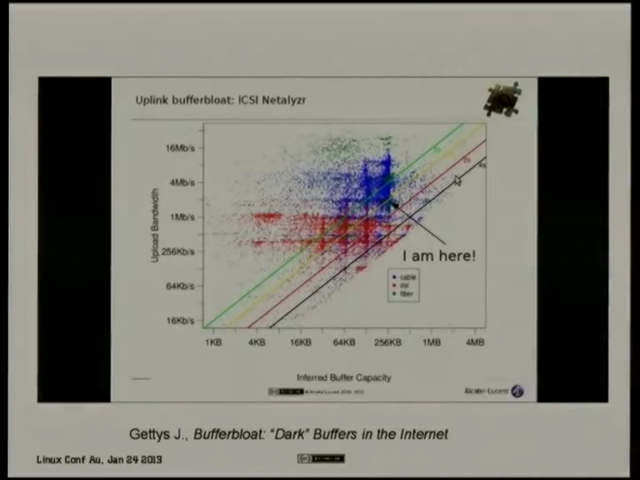 Uplink bufferbloat: ICSI Netalyzr
16Mb/s
4Mb/s
1Mb/s
256Kb/s
64Kb/s
16Kb/s
Upload Bandwidth
I am here!
cable
dsl
fiber
1KB 4KB 16KB 64KB 256KB 1MB 4MB
Inferred Buffer Capacity
Alcatel-Lucent
Gettys J., Bufferbloat: “Dark” Buffers in the Internet
Linux Conf Au, Jan 24 2013